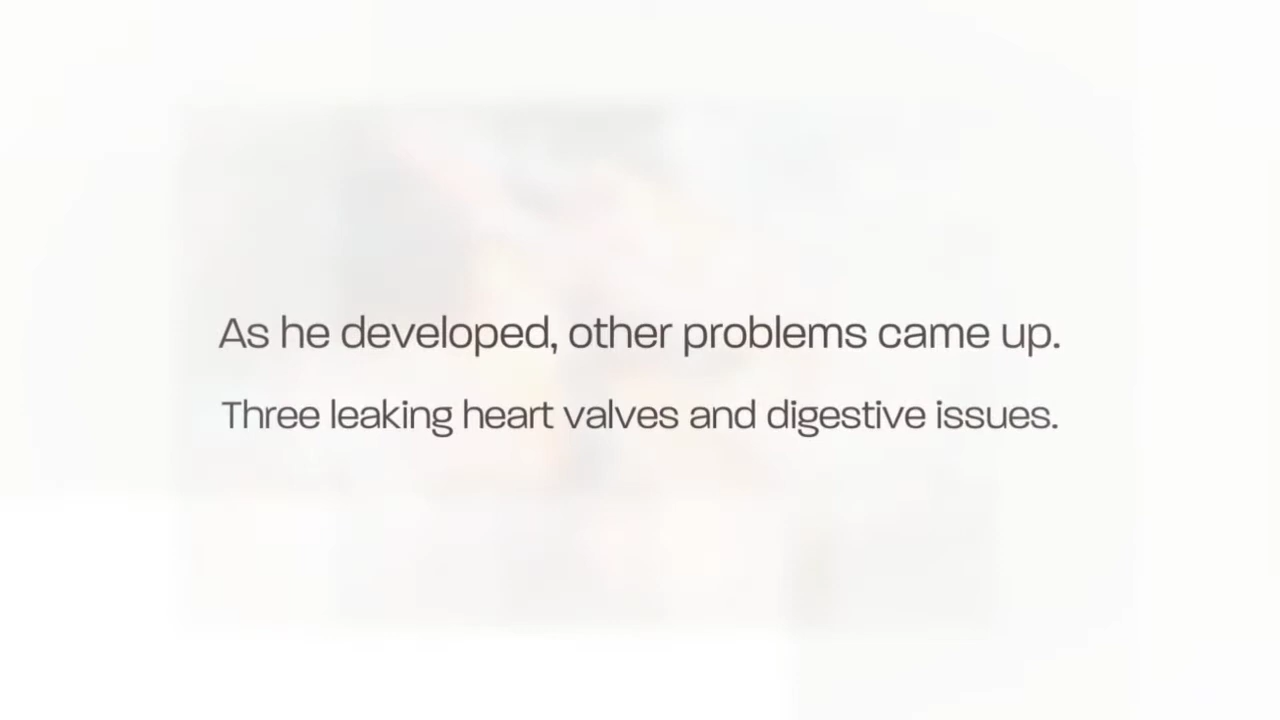 As he developed, other problems came up.
Three leaking heart valves and digestive issues.